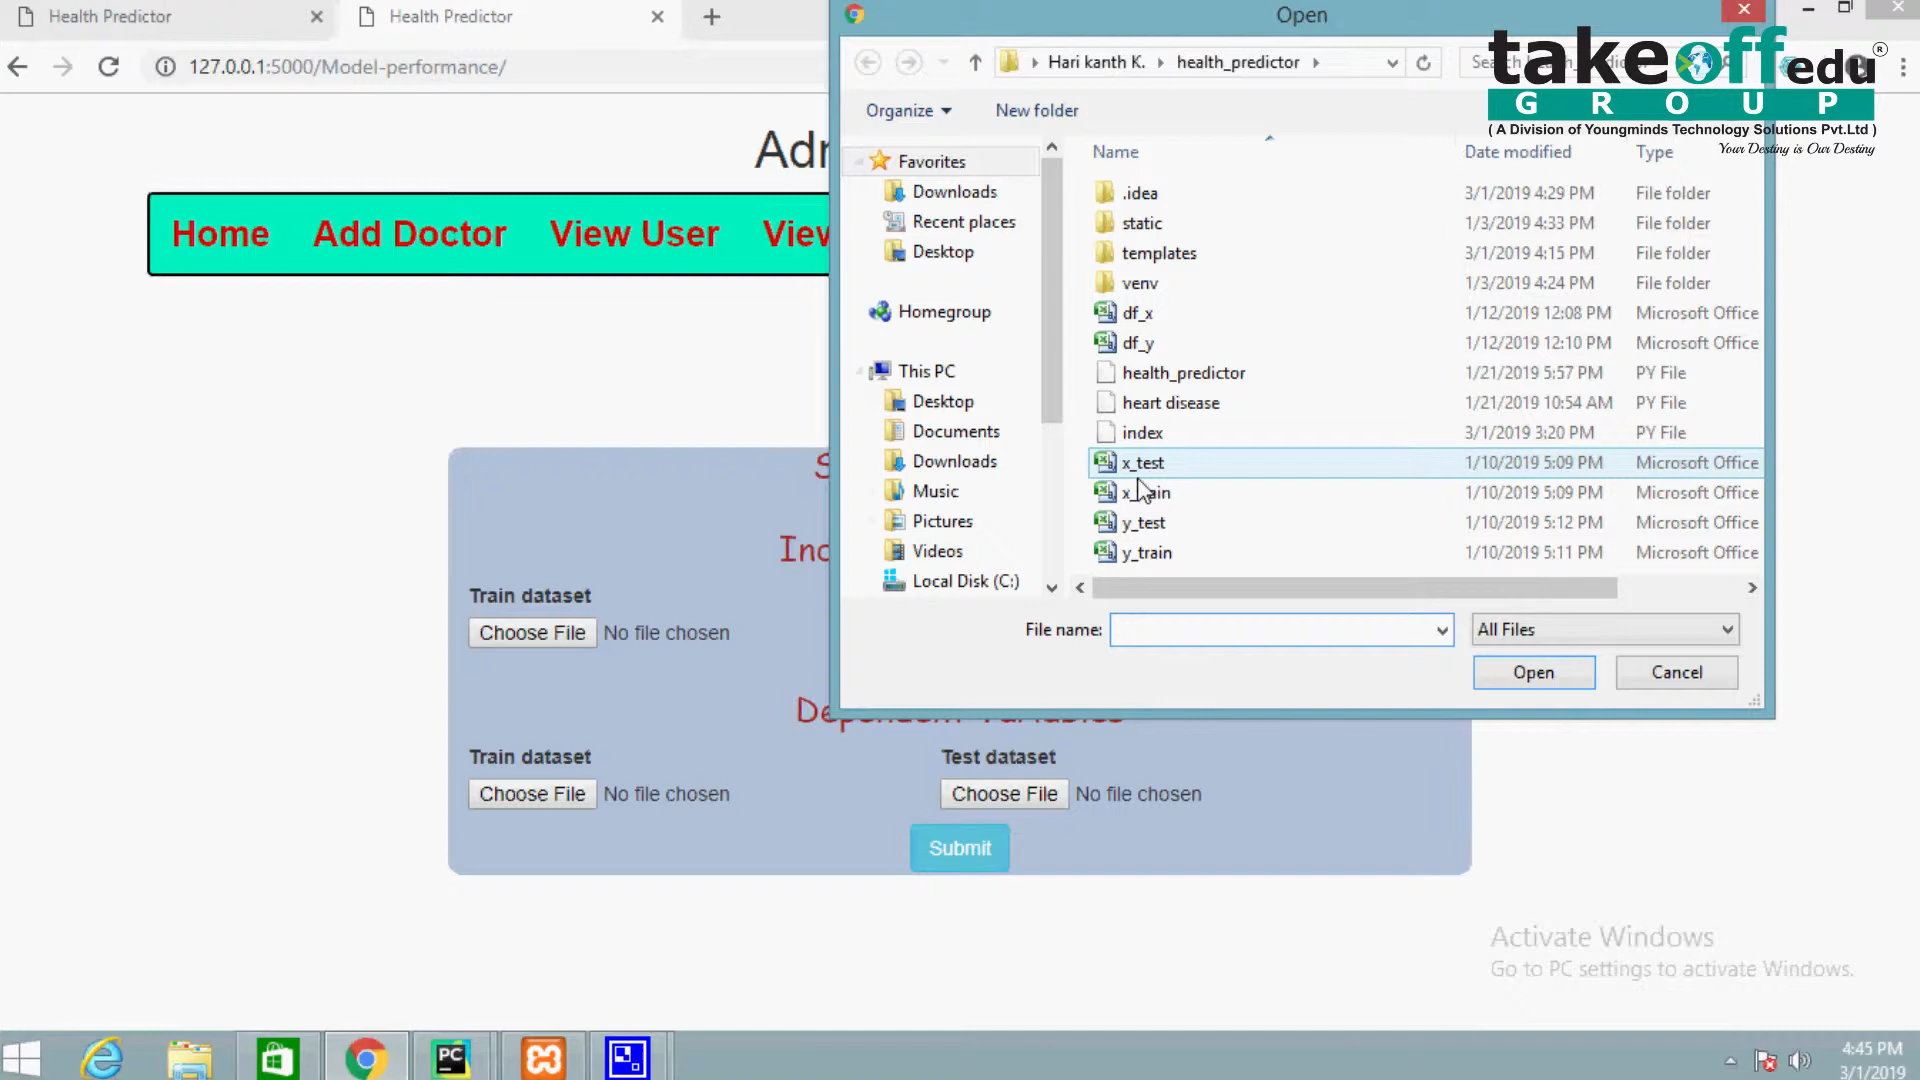 Health Predictor
Health Predictor
127.0.0.1:5000/Model-performance/
Home Add Doctor View User
Train dataset
Choose File No file chosen
Dependent Variables
Train dataset
Test dataset
Choose File No file chosen
Choose File No file chosen
Submit
Open
Hari kanth K. health_predictor
Organize New folder
Favorites
Downloads
Recent places
Desktop
Homegroup
This PC
Desktop
Documents
Downloads
Music
Pictures
Videos
Local Disk (C:)
Name Date modified Type
.idea 3/1/2019 4:29 PM File folder
static 1/3/2019 4:33 PM File folder
templates 3/1/2019 4:15 PM File folder
venv 1/3/2019 4:24 PM File folder
df_x 1/12/2019 12:08 PM Microsoft Office
df_y 1/12/2019 12:10 PM Microsoft Office
health_predictor 1/21/2019 5:57 PM PY File
heart disease 1/21/2019 10:54 AM PY File
index 3/1/2019 3:20 PM PY File
x_test 1/10/2019 5:09 PM Microsoft Office
x_train 1/10/2019 5:09 PM Microsoft Office
y_test 1/10/2019 5:12 PM Microsoft Office
y_train 1/10/2019 5:11 PM Microsoft Office
File name: All Files
Open Cancel
takeoff edu ®
GROUP
( A Division of Youngminds Technology Solutions Pvt.Ltd )
Your Destiny is Our Destiny
Activate Windows
Go to PC settings to activate Windows.
PC
4:45 PM
3/1/2019